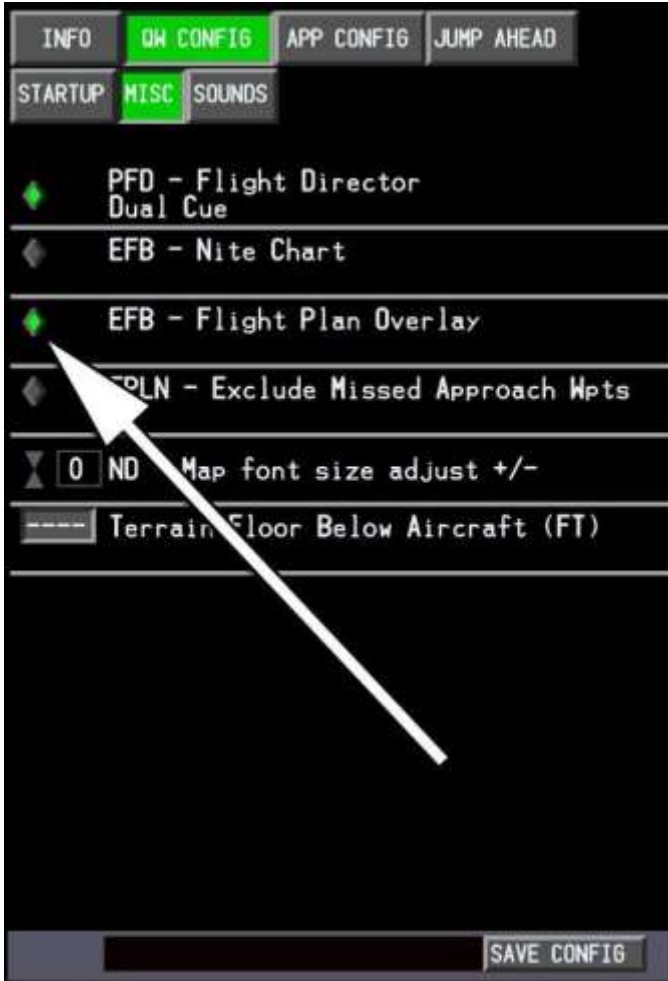 INFO QW CONFIG APP CONFIG JUMP AHEAD
STARTUP MISC SOUNDS
PFD - Flight Director
Dual Cue
EFB - Nite Chart
EFB - Flight Plan Overlay
FPLN - Exclude Missed Approach Wpts
0 ND Map font size adjust +/-
---- Terrain Floor Below Aircraft (FT)
SAVE CONFIG